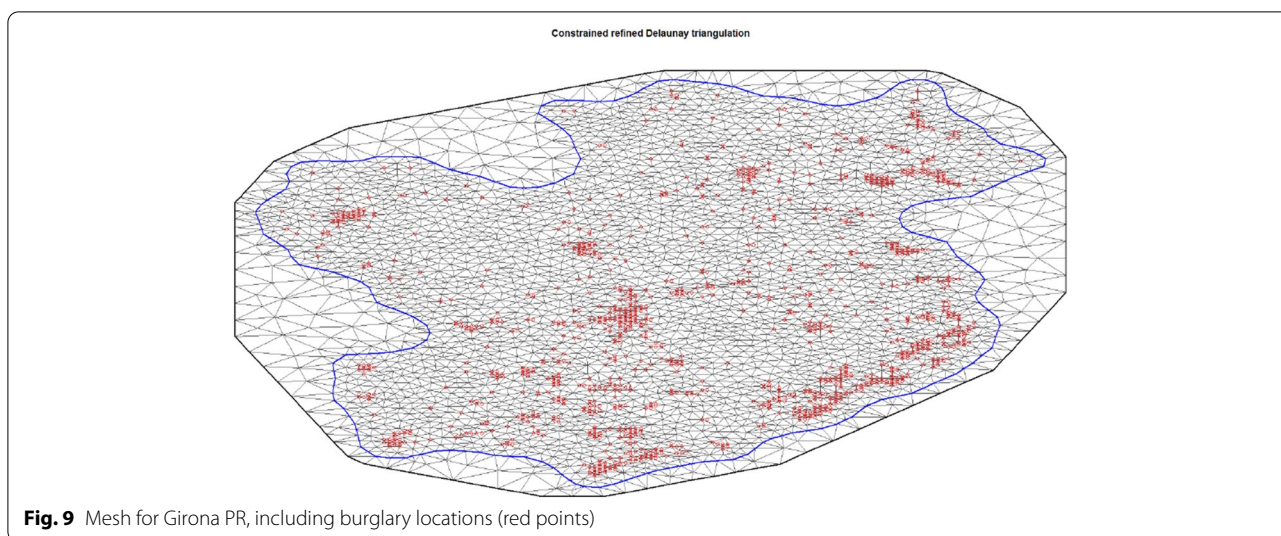 Constrained refined Delaunay triangulation
Fig. 9 Mesh for Girona PR, including burglary locations (red points)